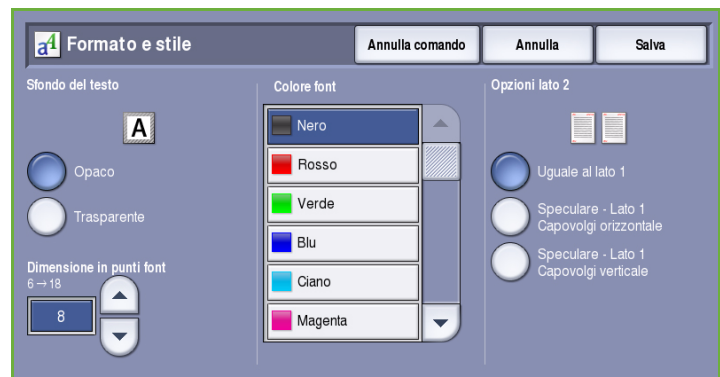 a4 Formato e stile
Annulla comando
Annulla
Salva
Sfondo del testo
A
Opaco
Trasparente
Dimensione in punti font
6→18
8
Colore font
Nero
Rosso
Verde
Blu
Ciano
Magenta
Opzioni lato 2
Uguale al lato 1
Speculare - Lato 1
Capovolgi orizzontale
Speculare - Lato 1
Capovolgi verticale